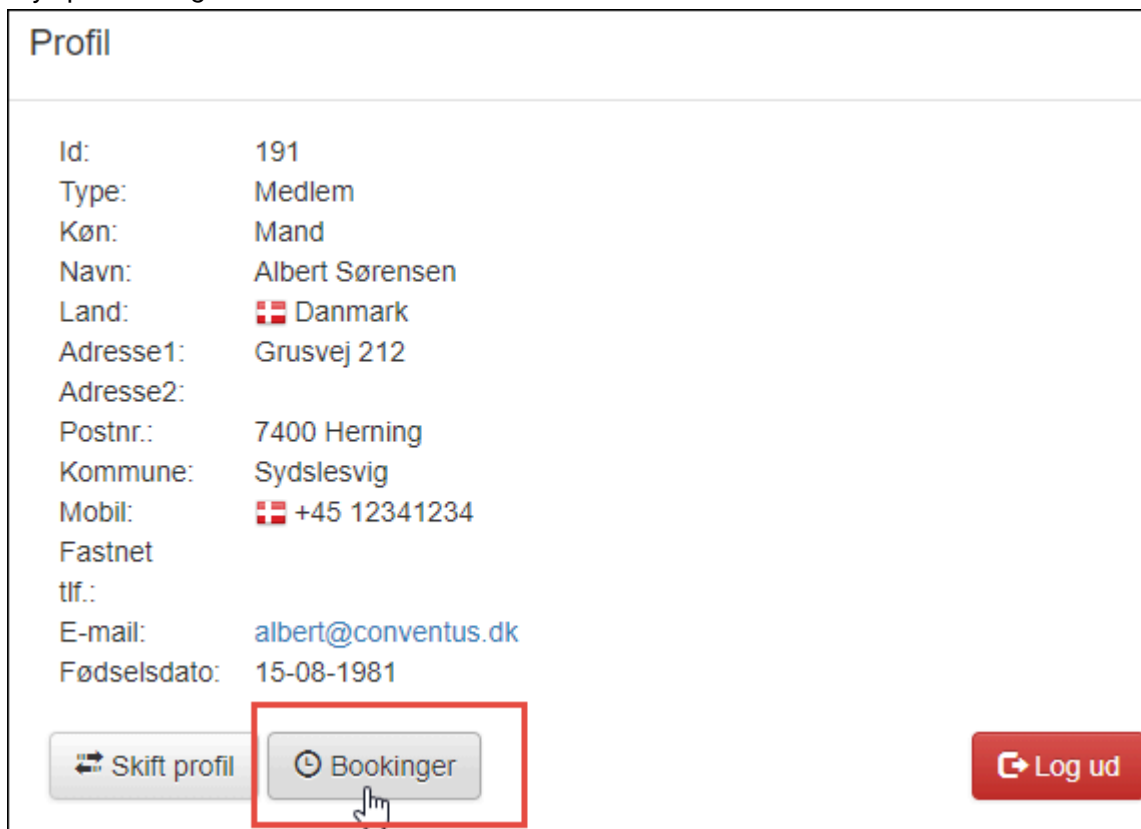 Profil
Id: 191
Type: Medlem
Køn: Mand
Navn: Albert Sørensen
Land: Danmark
Adresse1: Grusvej 212
Adresse2:
Postnr.: 7400 Herning
Kommune: Sydslesvig
Mobil: +45 12341234
Fastnet
tlf.:
E-mail: albert@conventus.dk
Fødselsdato: 15-08-1981
Skift profil Bookinger Log ud